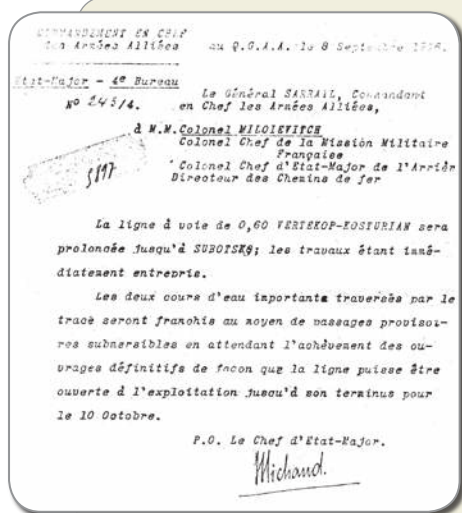 COMMANDEMENT EN CHEF
des Armées Alliées au Q.G.A.A. le 8 Septembre 1916.
Etat-Major - 4e Bureau
No 245/4. Le Général SARRAIL, Commandant
en Chef les Armées Alliées,
à M.M. Colonel MILOIEVITCH
Colonel Chef de la Mission Militaire
Française
Colonel Chef d'Etat-Major de l'Arrièr
Directeur des Chemins de fer
La ligne à voie de 0,60 VERTEKOP-KOSTURIAN sera
prolongée jusqu'à SUBOTSKO; les travaux étant immé-
diatement entrepris.
Les deux cours d'eau importants traversés par le
tracé seront franchis au moyen de passages provisoi-
res submersibles en attendant l'achèvement des ou-
vrages définitifs de façon que la ligne puisse être
ouverte à l'exploitation jusqu'à son terminus pour
le 10 Octobre.
P.O. Le Chef d'Etat-Major.
Michaud.